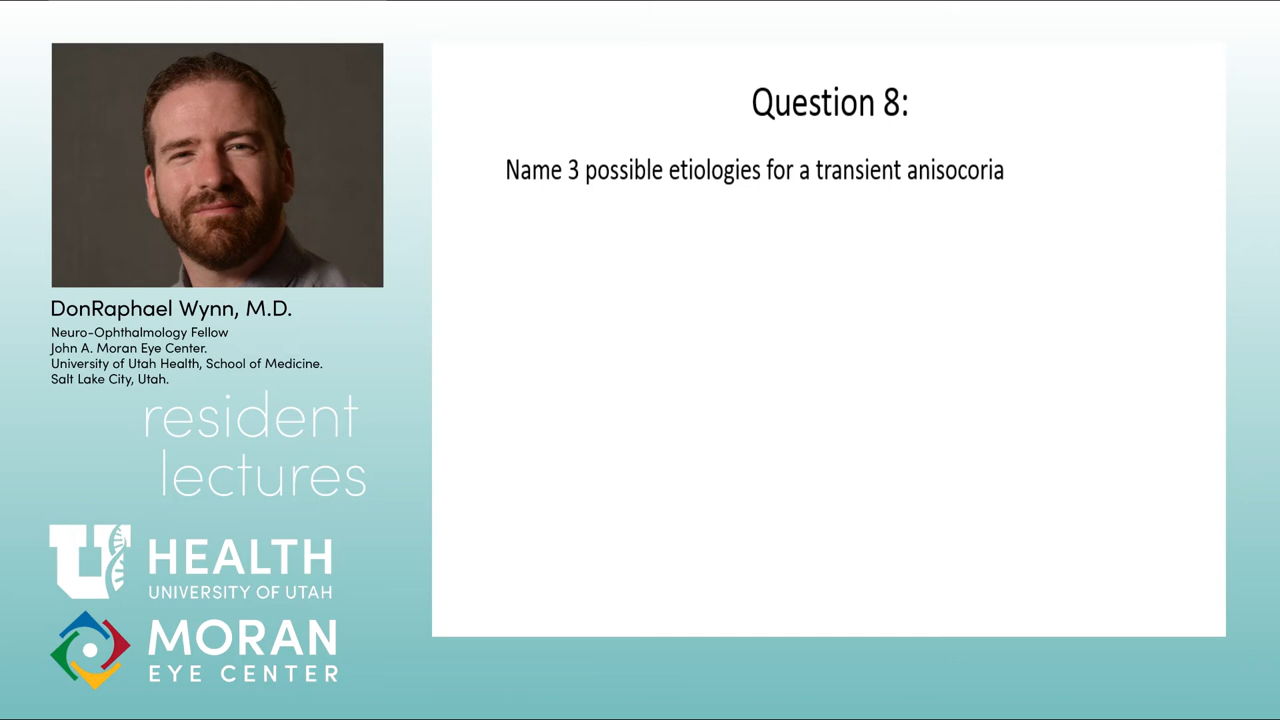 Question 8:
Name 3 possible etiologies for a transient anisocoria
DonRaphael Wynn, M.D.
Neuro-Ophthalmology Fellow
John A. Moran Eye Center.
University of Utah Health, School of Medicine.
Salt Lake City, Utah.
resident
lectures
U HEALTH
UNIVERSITY OF UTAH
MORAN
EYE CENTER